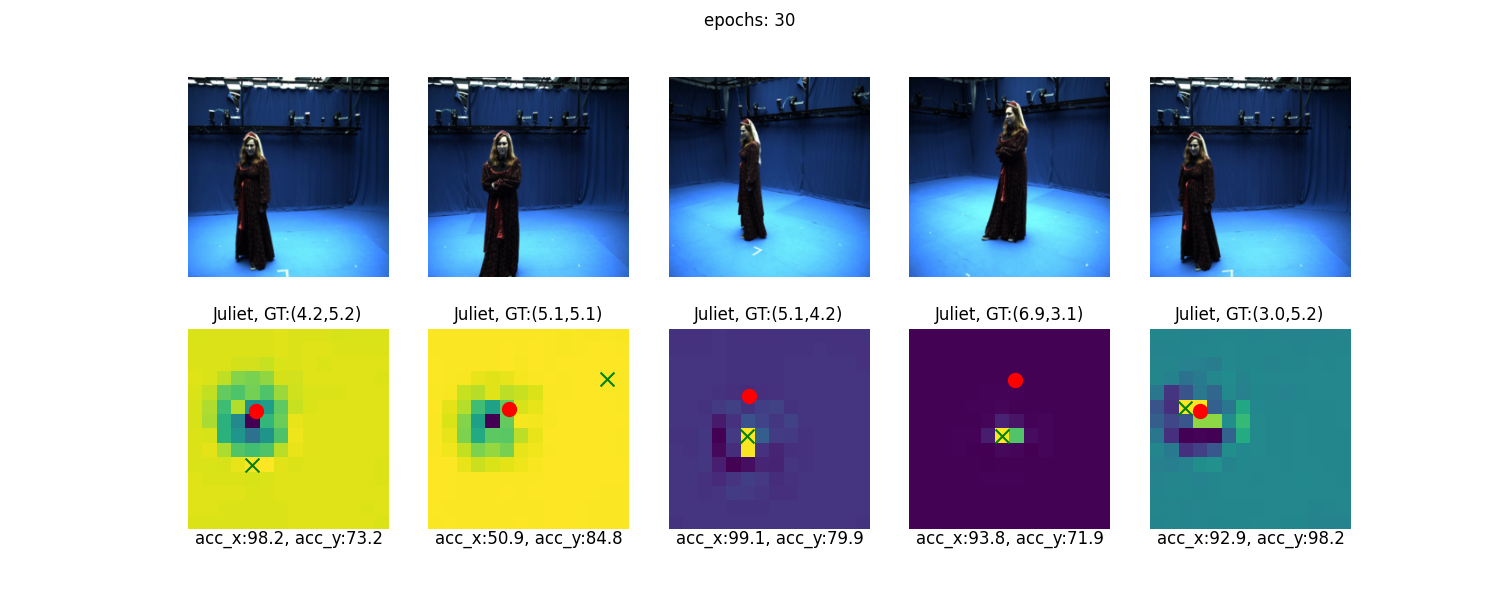 epochs: 30
Juliet, GT:(4.2,5.2)
Juliet, GT:(5.1,5.1)
Juliet, GT:(5.1,4.2)
Juliet, GT:(6.9,3.1)
Juliet, GT:(3.0,5.2)
acc_x:98.2, acc_y:73.2
acc_x:50.9, acc_y:84.8
acc_x:99.1, acc_y:79.9
acc_x:93.8, acc_y:71.9
acc_x:92.9, acc_y:98.2